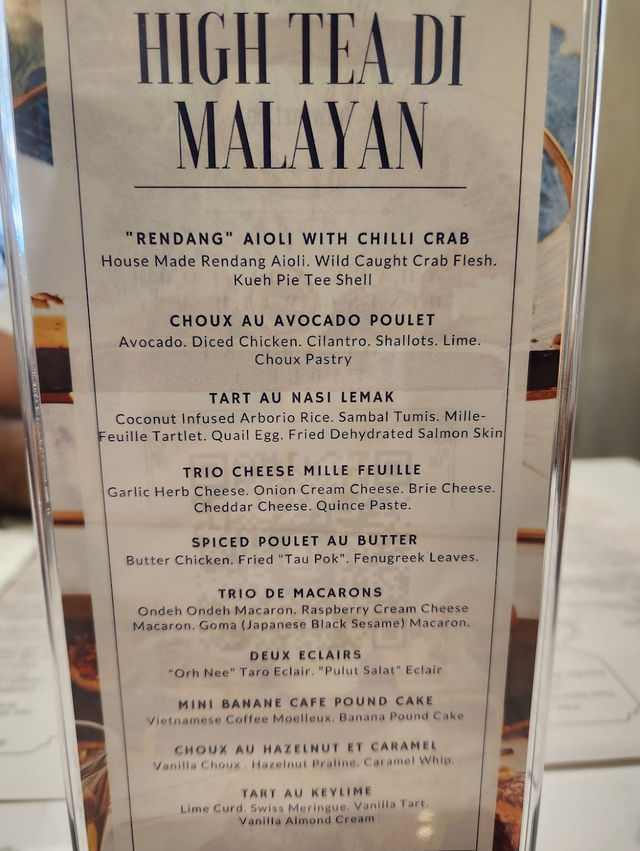 HIGH TEA DI
MALAYAN
"RENDANG" AIOLI WITH CHILLI CRAB
House Made Rendang Aioli. Wild Caught Crab Flesh.
Kueh Pie Tee Shell
CHOUX AU AVOCADO POULET
Avocado. Diced Chicken. Cilantro. Shallots. Lime.
Choux Pastry
TART AU NASI LEMAK
Coconut Infused Arborio Rice. Sambal Tumis. Mille-
Feuille Tartlet. Quail Egg. Fried Dehydrated Salmon Skin
TRIO CHEESE MILLE FEUILLE
Garlic Herb Cheese. Onion Cream Cheese. Brie Cheese.
Cheddar Cheese. Quince Paste.
SPICED POULET AU BUTTER
Butter Chicken. Fried "Tau Pok". Fenugreek Leaves.
TRIO DE MACARONS
Ondeh Ondeh Macaron. Raspberry Cream Cheese
Macaron. Goma (Japanese Black Sesame) Macaron.
DEUX ECLAIRS
"Orh Nee" Taro Eclair. "Pulut Salat" Eclair
MINI BANANE CAFE POUND CAKE
Vietnamese Coffee Moelleux. Banana Pound Cake
CHOUX AU HAZELNUT ET CARAMEL
Vanilla Choux . Hazelnut Praline. Caramel Whip.
TART AU KEYLIME
Lime Curd. Swiss Meringue. Vanilla Tart.
Vanilla Almond Cream